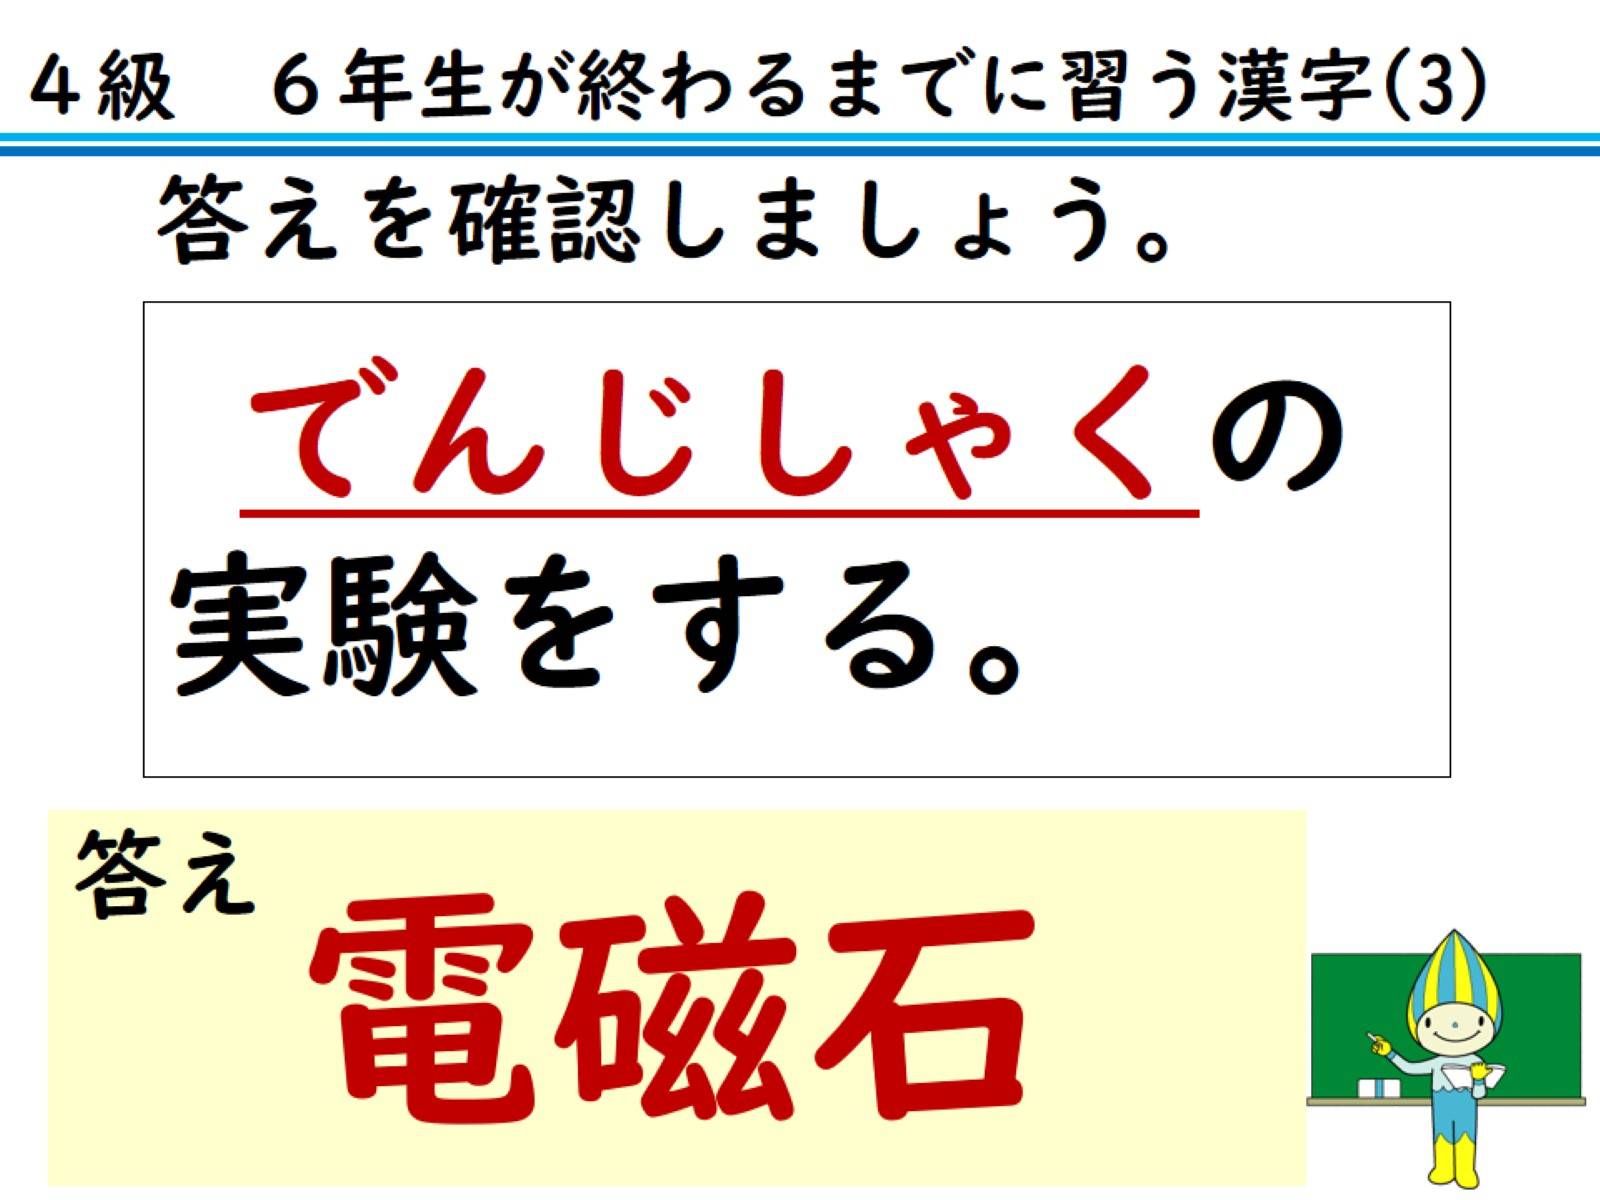 ４級　６年生が終わるまでに習う漢字(3)
答えを確認しましょう。
でんじしゃくの
実験をする。
答え
電磁石